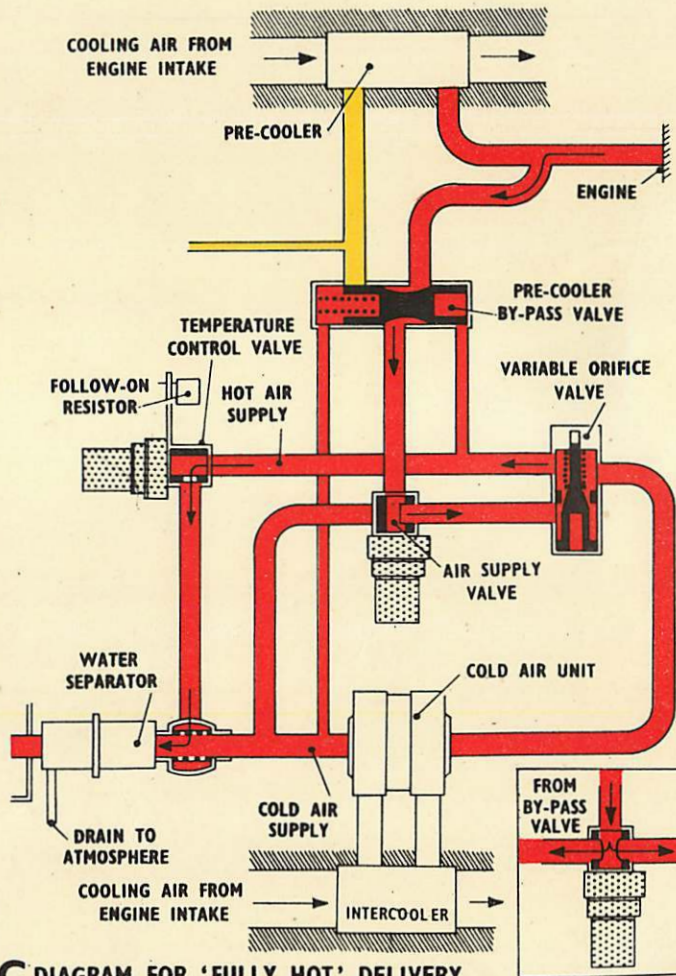 COOLING AIR FROM
ENGINE INTAKE
PRE-COOLER
ENGINE
PRE-COOLER
BY-PASS VALVE
TEMPERATURE
CONTROL VALVE
VARIABLE ORIFICE
VALVE
FOLLOW-ON
RESISTOR
HOT AIR
SUPPLY
AIR SUPPLY
VALVE
WATER
SEPARATOR
COLD AIR UNIT
COLD AIR
SUPPLY
DRAIN TO
ATMOSPHERE
FROM
BY-PASS
VALVE
COOLING AIR FROM
ENGINE INTAKE
INTERCOOLER
DIAGRAM FOR 'FULLY HOT' DELIVERY